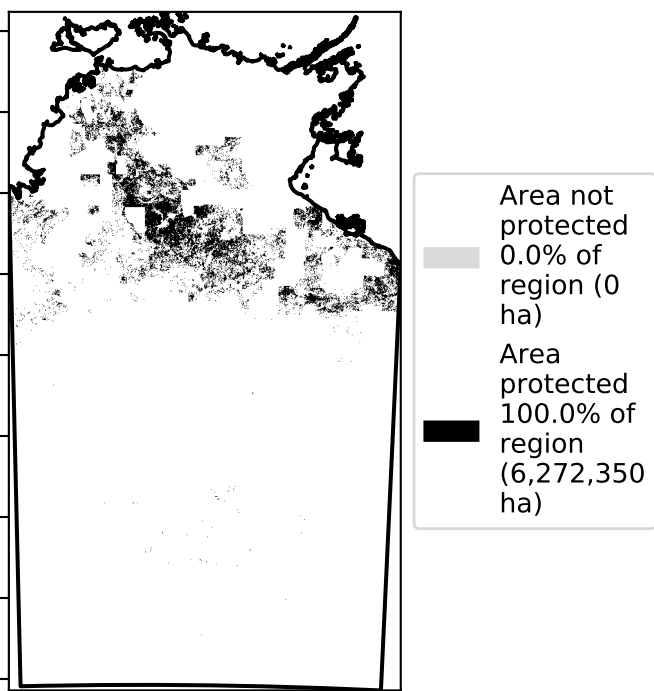 Area not
protected
0.0% of
region (0
ha)
Area
protected
100.0% of
region
(6,272,350
ha)